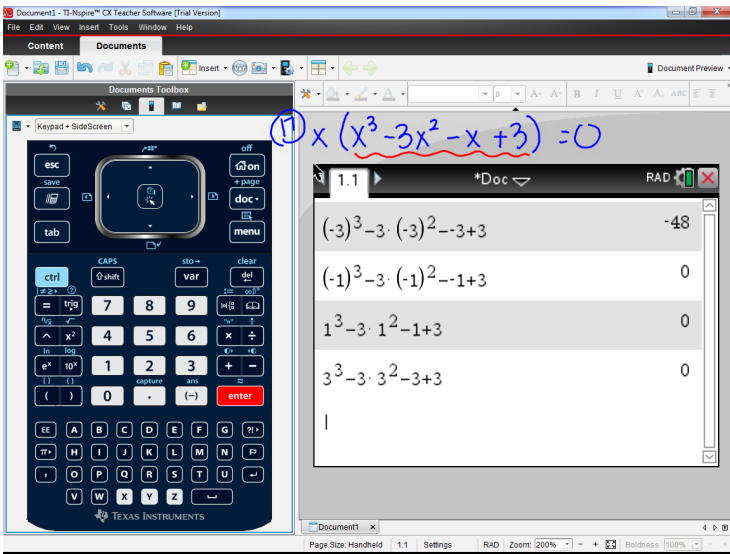 Document1 - TI-Nspire™ CX Teacher Software [Trial Version]
File Edit View Insert Tools Window Help
Content Documents
Insert
Document Preview
Documents Toolbox
0 A- A+ B I U ABC
Keypad + SideScreen
⑰ x (x³ - 3x² - x + 3) = 0
1.1 *Doc RAD
(-3)³-3·(-3)²--3+3 -48
(-1)³-3·(-1)²--1+3 0
1³-3·1²-1+3 0
3³-3·3²-3+3 0
off
esc on
save +page
doc
tab menu
CAPS sto→ clear
ctrl shift var del
= trig 7 8 9
^ x² 4 5 6 × ÷
ln log
eˣ 10ˣ 1 2 3 + −
[ ] { } capture ans ≈
( ) 0 . (−) enter
EE A B C D E F G ?!
π H I J K L M N
, O P Q R S T U
V W X Y Z
TEXAS INSTRUMENTS
Document1 x
Page Size: Handheld 1.1 Settings RAD Zoom: 200% - + Boldness: 100% - +